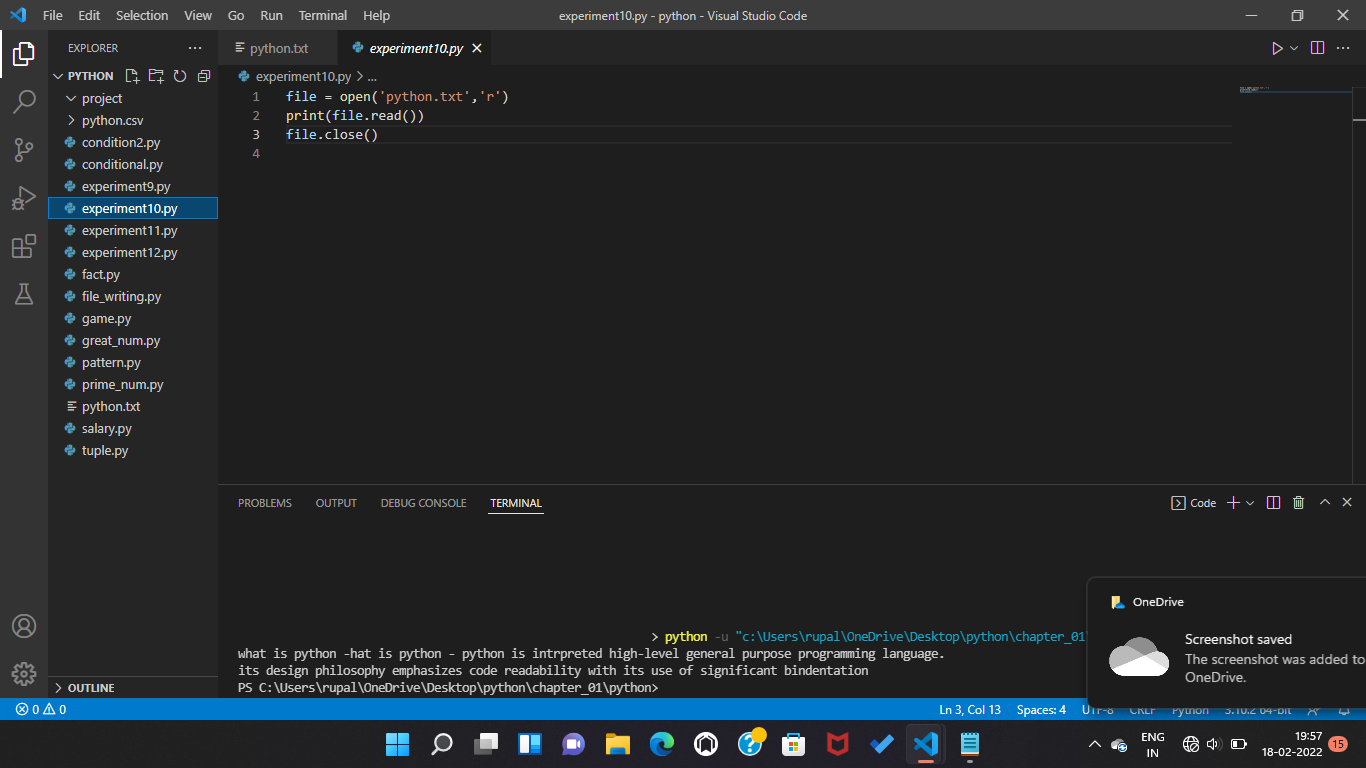 File Edit Selection View Go Run Terminal Help
experiment10.py - python - Visual Studio Code
EXPLORER
PYTHON
project
python.csv
condition2.py
conditional.py
experiment9.py
experiment10.py
experiment11.py
experiment12.py
fact.py
file_writing.py
game.py
great_num.py
pattern.py
prime_num.py
python.txt
salary.py
tuple.py
OUTLINE
python.txt experiment10.py
experiment10.py > ...
1 file = open('python.txt','r')
2 print(file.read())
3 file.close()
4
PROBLEMS OUTPUT DEBUG CONSOLE TERMINAL
Code
> python -u "c:\Users\rupal\OneDrive\Desktop\python\chapter_01
what is python -hat is python - python is intrpreted high-level general purpose programming language.
its design philosophy emphasizes code readability with its use of significant bindentation
PS C:\Users\rupal\OneDrive\Desktop\python\chapter_01\python>
OneDrive
Screenshot saved
The screenshot was added to
OneDrive.
0 0
Ln 3, Col 13 Spaces: 4 UTF-8 CRLF Python 3.10.2 64-bit
ENG
IN
19:57
18-02-2022
15